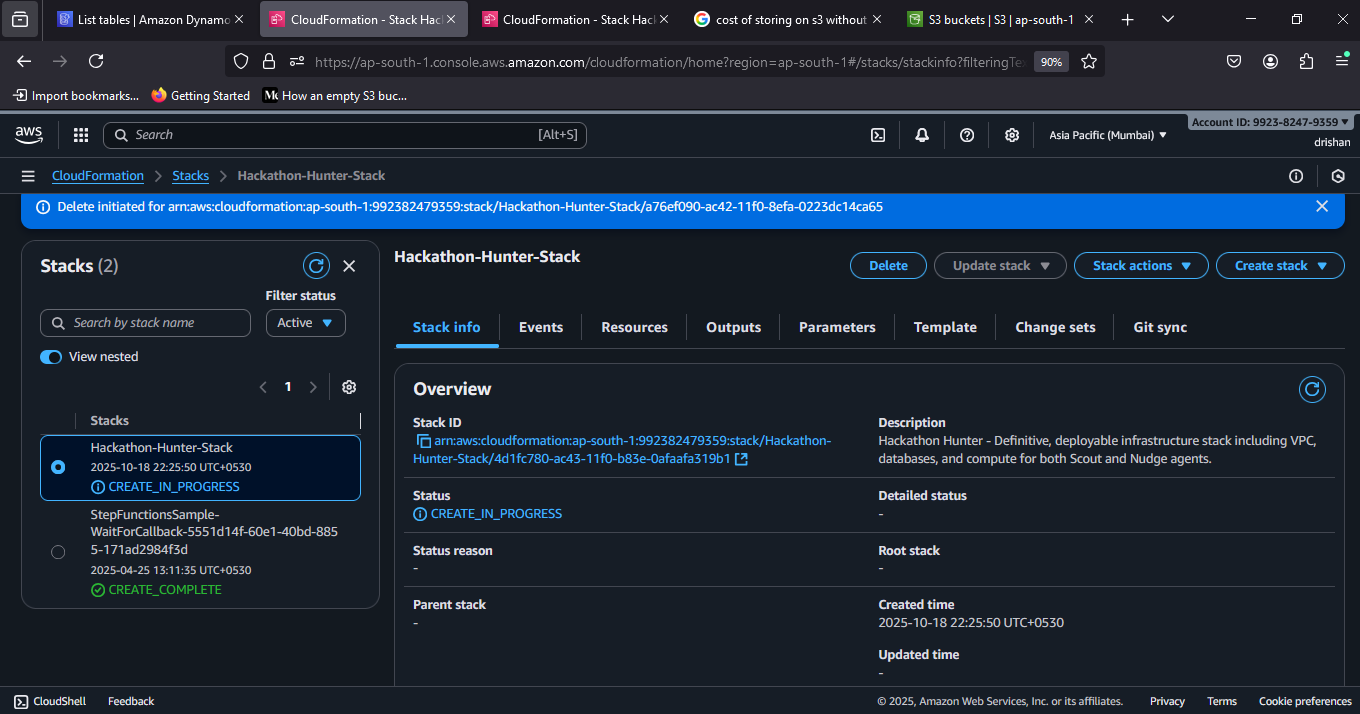 List tables | Amazon Dynamo
CloudFormation - Stack Hac
CloudFormation - Stack Hac
cost of storing on s3 without
S3 buckets | S3 | ap-south-1
https://ap-south-1.console.aws.amazon.com/cloudformation/home?region=ap-south-1#/stacks/stackinfo?filteringTex
90%
Import bookmarks...
Getting Started
How an empty S3 buc...
aws
Search
[Alt+S]
Asia Pacific (Mumbai)
Account ID: 9923-8247-9359
drishan
CloudFormation
Stacks
Hackathon-Hunter-Stack
Delete initiated for arn:aws:cloudformation:ap-south-1:992382479359:stack/Hackathon-Hunter-Stack/a76ef090-ac42-11f0-8efa-0223dc14ca65
Stacks (2)
Filter status
Search by stack name
Active
View nested
1
Stacks
Hackathon-Hunter-Stack
2025-10-18 22:25:50 UTC+0530
CREATE_IN_PROGRESS
StepFunctionsSample-
WaitForCallback-5551d14f-60e1-40bd-885
5-171ad2984f3d
2025-04-25 13:11:35 UTC+0530
CREATE_COMPLETE
Hackathon-Hunter-Stack
Delete
Update stack
Stack actions
Create stack
Stack info
Events
Resources
Outputs
Parameters
Template
Change sets
Git sync
Overview
Stack ID
arn:aws:cloudformation:ap-south-1:992382479359:stack/Hackathon-
Hunter-Stack/4d1fc780-ac43-11f0-b83e-0afaafa319b1
Description
Hackathon Hunter - Definitive, deployable infrastructure stack including VPC,
databases, and compute for both Scout and Nudge agents.
Status
CREATE_IN_PROGRESS
Detailed status
-
Status reason
-
Root stack
-
Parent stack
-
Created time
2025-10-18 22:25:50 UTC+0530
Updated time
-
CloudShell
Feedback
© 2025, Amazon Web Services, Inc. or its affiliates.
Privacy
Terms
Cookie preferences